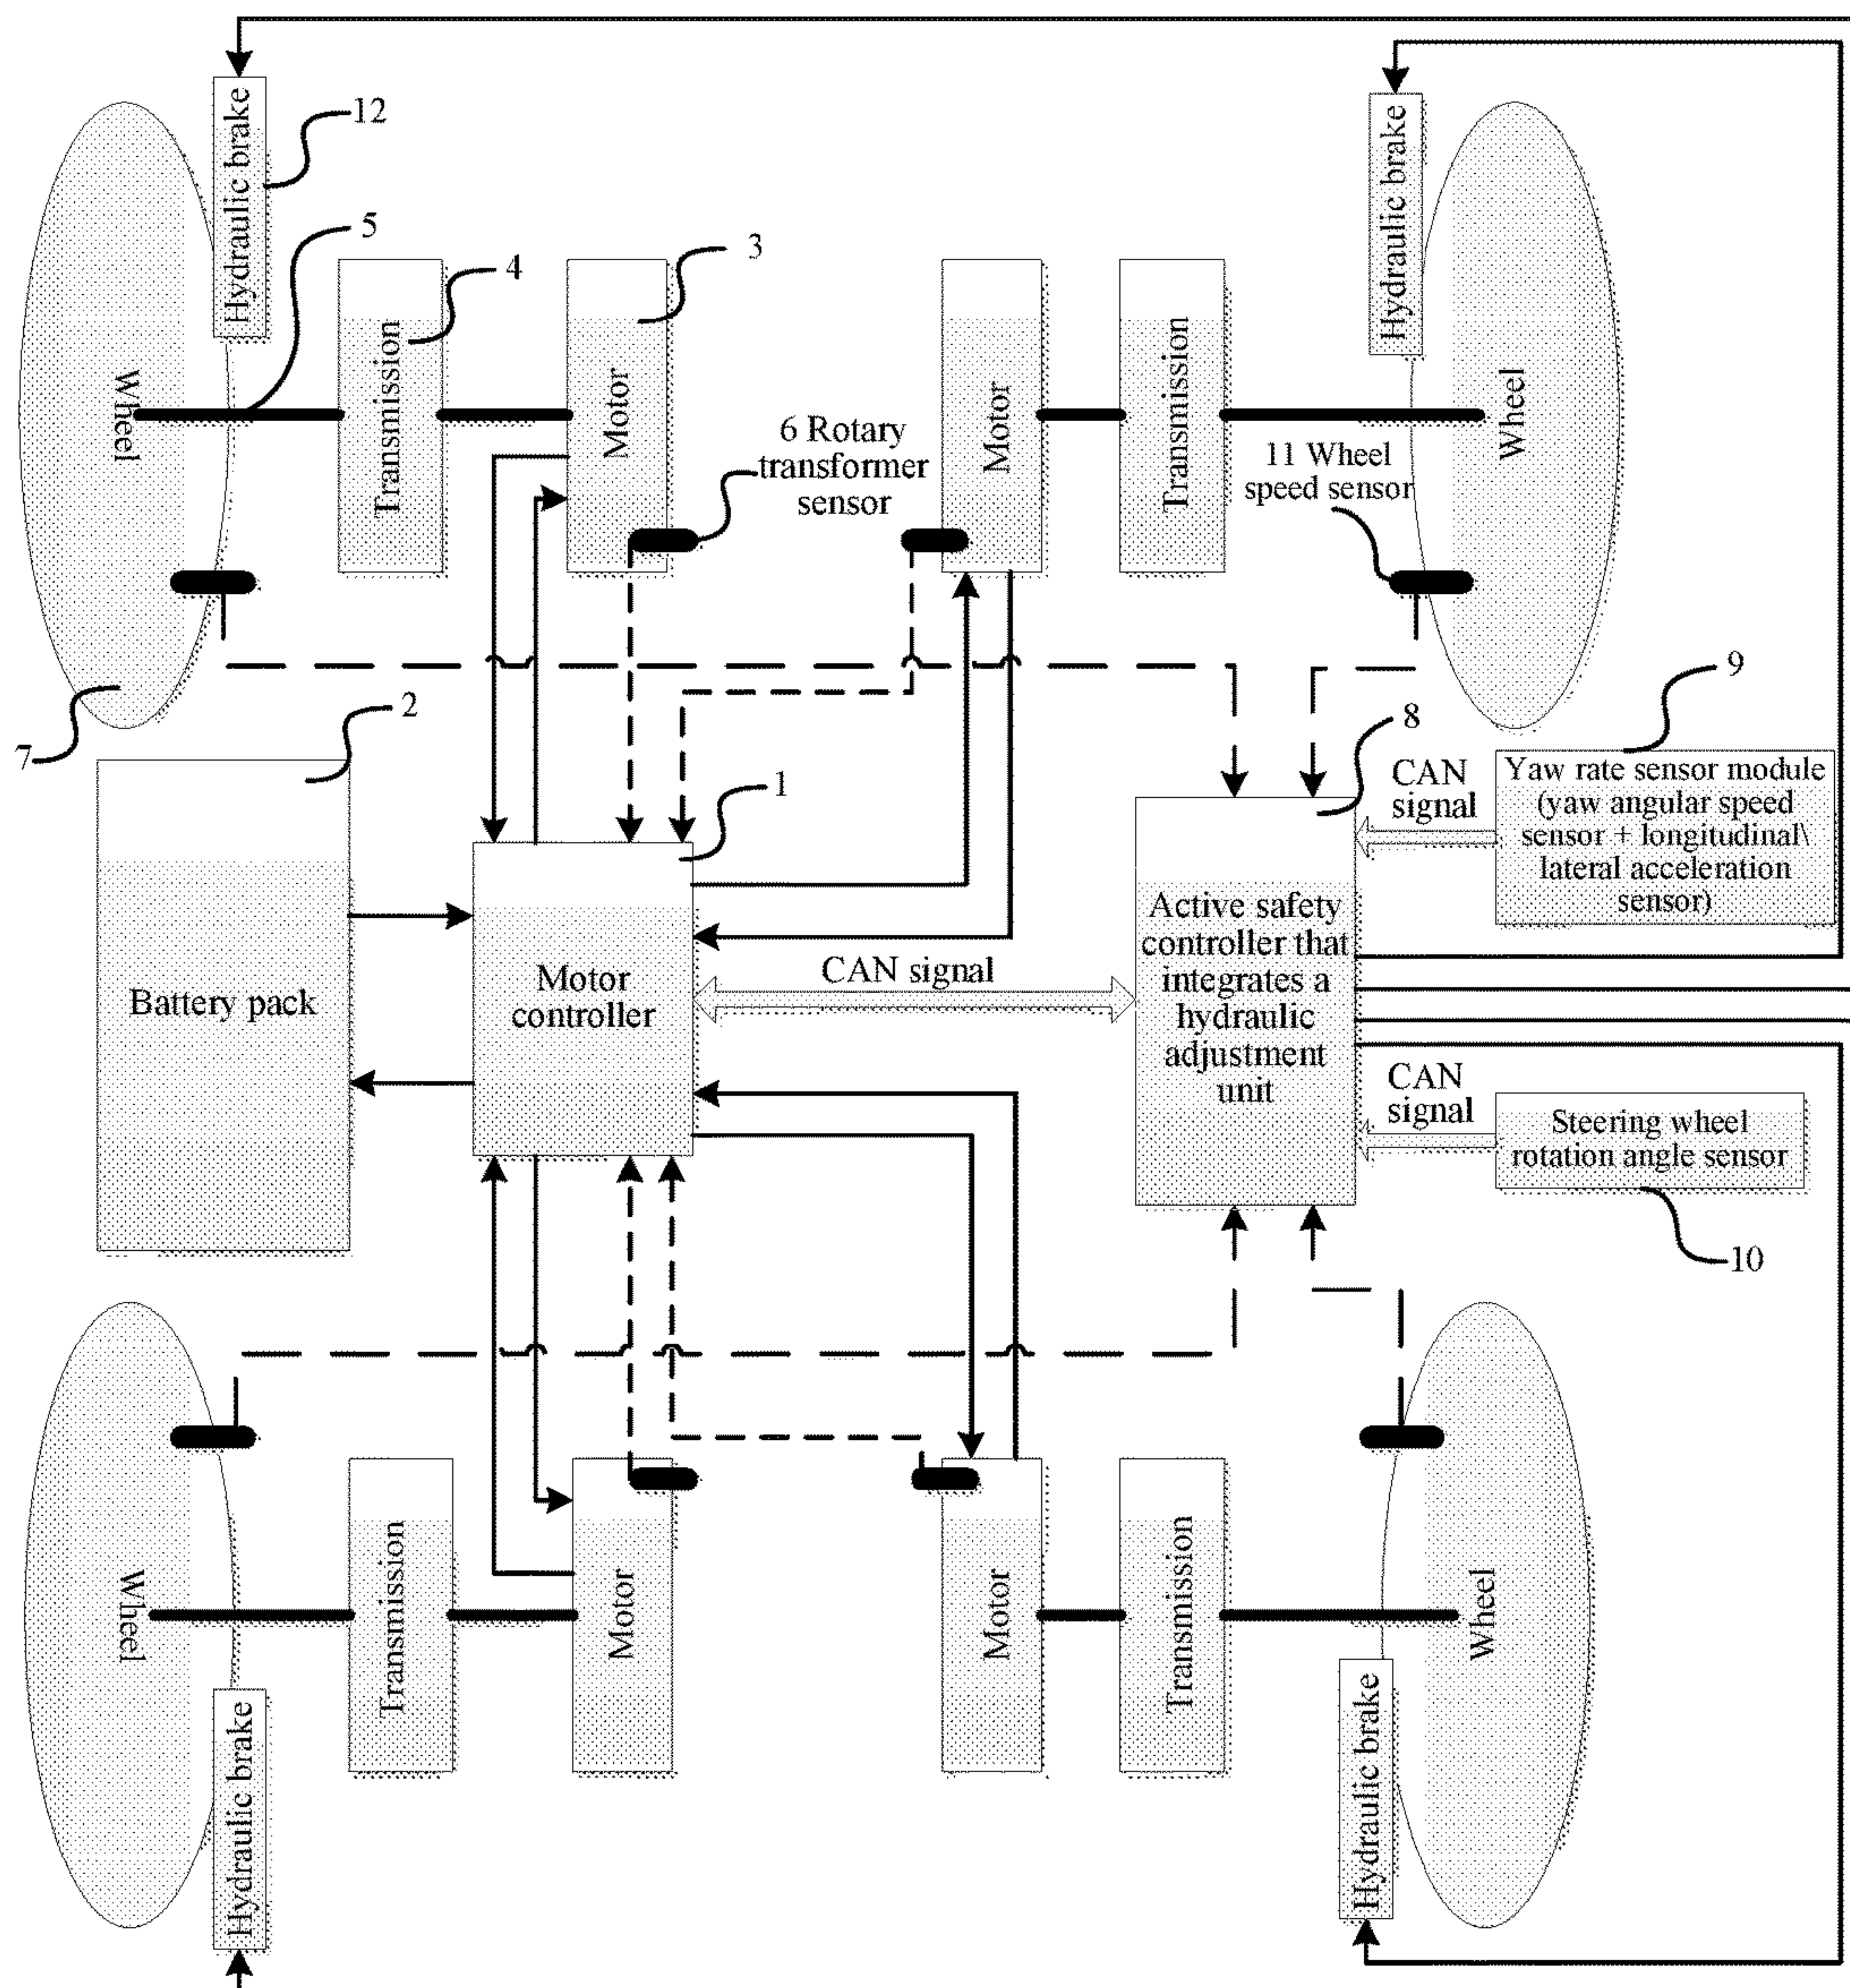 Hydraulic brake
12
Hydraulic brake
5
4
3
Wheel
Transmission
Motor
6 Rotary
transformer
sensor
Motor
Transmission
11 Wheel
speed sensor
Wheel
7
2
1
8
9
CAN
signal
Yaw rate sensor module
(yaw angular speed
sensor + longitudinal\
lateral acceleration
sensor)
Battery pack
Motor
controller
CAN signal
Active safety
controller that
integrates a
hydraulic
adjustment
unit
CAN
signal
Steering wheel
rotation angle sensor
10
Wheel
Transmission
Motor
Motor
Transmission
Wheel
Hydraulic brake
Hydraulic brake